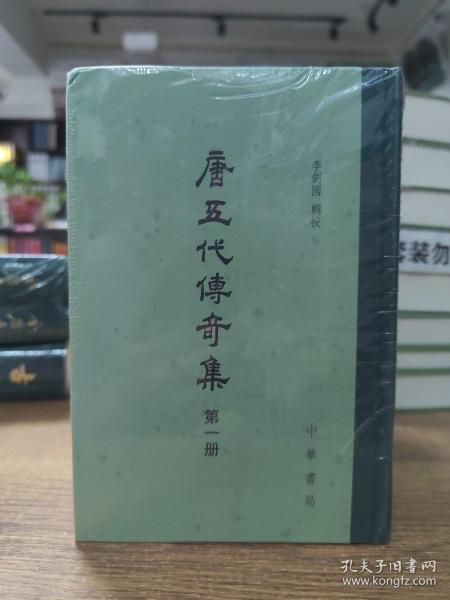 李劍國 輯校
唐五代傳奇集
第一册
中華書局
套装勿
孔夫子旧书网
www.kongfz.com